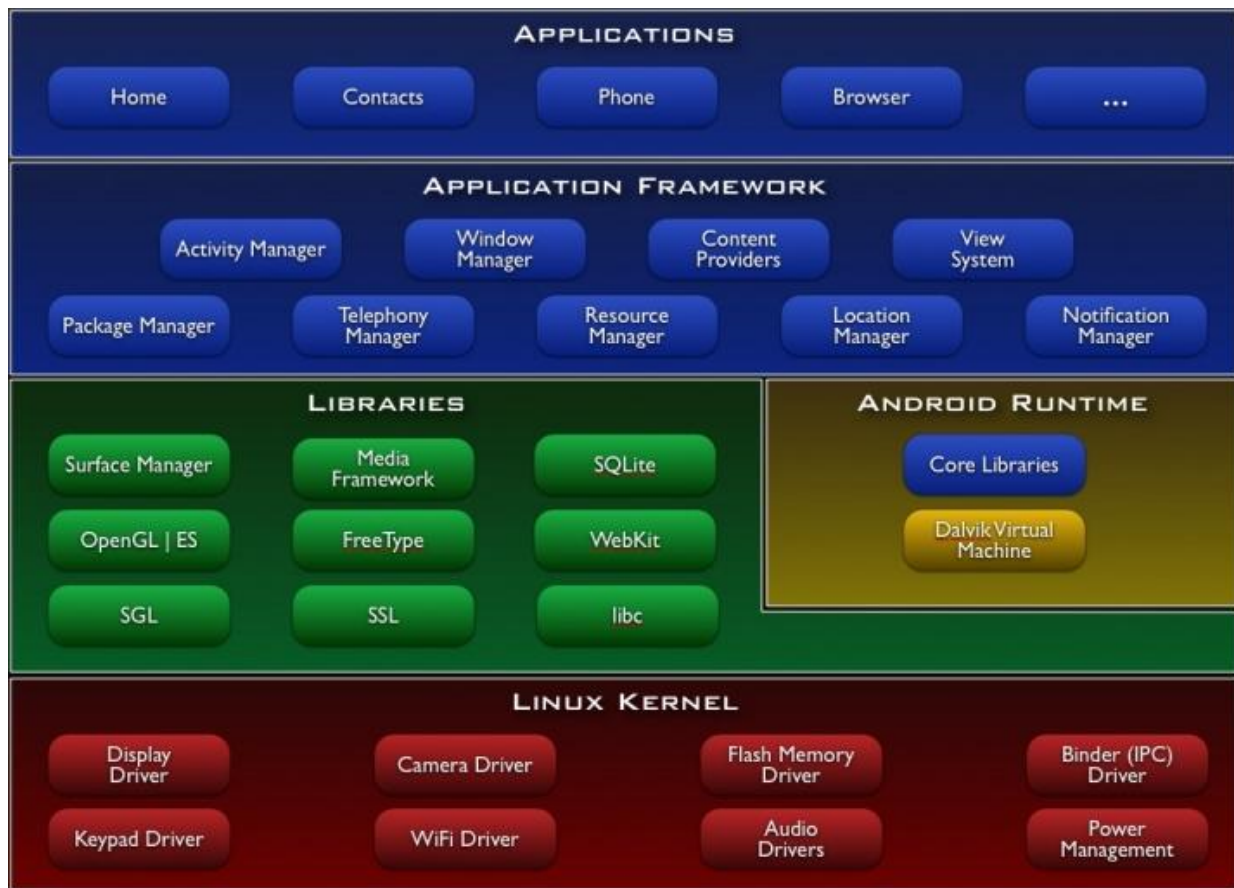 APPLICATIONS
Home
Contacts
Phone
Browser
...
APPLICATION FRAMEWORK
Activity Manager
Window
Manager
Content
Providers
View
System
Package Manager
Telephony
Manager
Resource
Manager
Location
Manager
Notification
Manager
LIBRARIES
Surface Manager
Media
Framework
SQLite
OpenGL | ES
FreeType
WebKit
SGL
SSL
libc
ANDROID RUNTIME
Core Libraries
Dalvik Virtual
Machine
LINUX KERNEL
Display
Driver
Camera Driver
Flash Memory
Driver
Binder (IPC)
Driver
Keypad Driver
WiFi Driver
Audio
Drivers
Power
Management